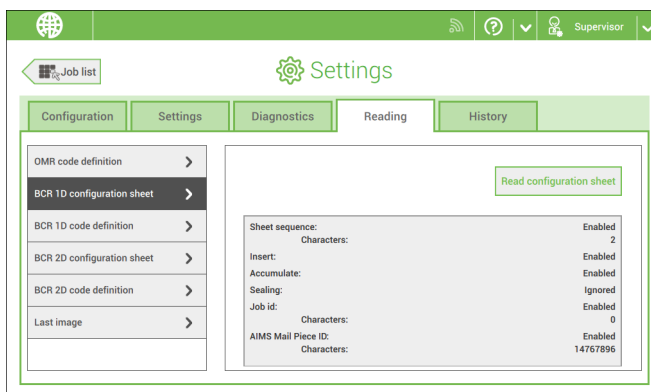 Supervisor
Job list
Settings
Configuration
Settings
Diagnostics
Reading
History
OMR code definition
BCR 1D configuration sheet
BCR 1D code definition
BCR 2D configuration sheet
BCR 2D code definition
Last image
Read configuration sheet
Sheet sequence: Enabled
Characters: 2
Insert: Enabled
Accumulate: Enabled
Sealing: Ignored
Job id: Enabled
Characters: 0
AIMS Mail Piece ID: Enabled
Characters: 14767896